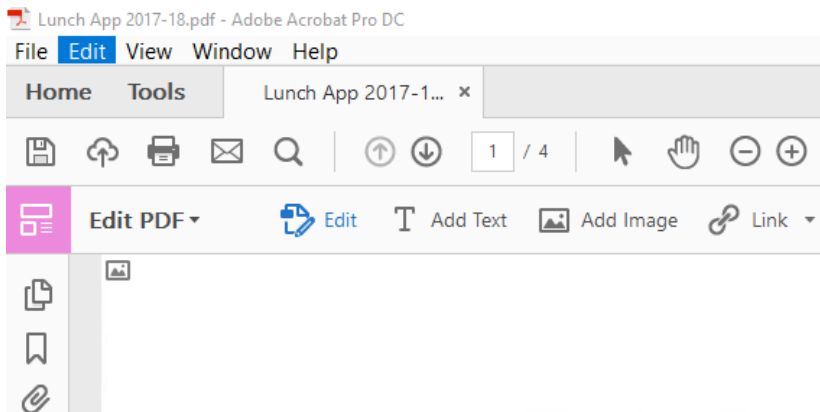 Lunch App 2017-18.pdf - Adobe Acrobat Pro DC
File Edit View Window Help
Home Tools Lunch App 2017-1... ×
1 / 4
Edit PDF Edit Add Text Add Image Link